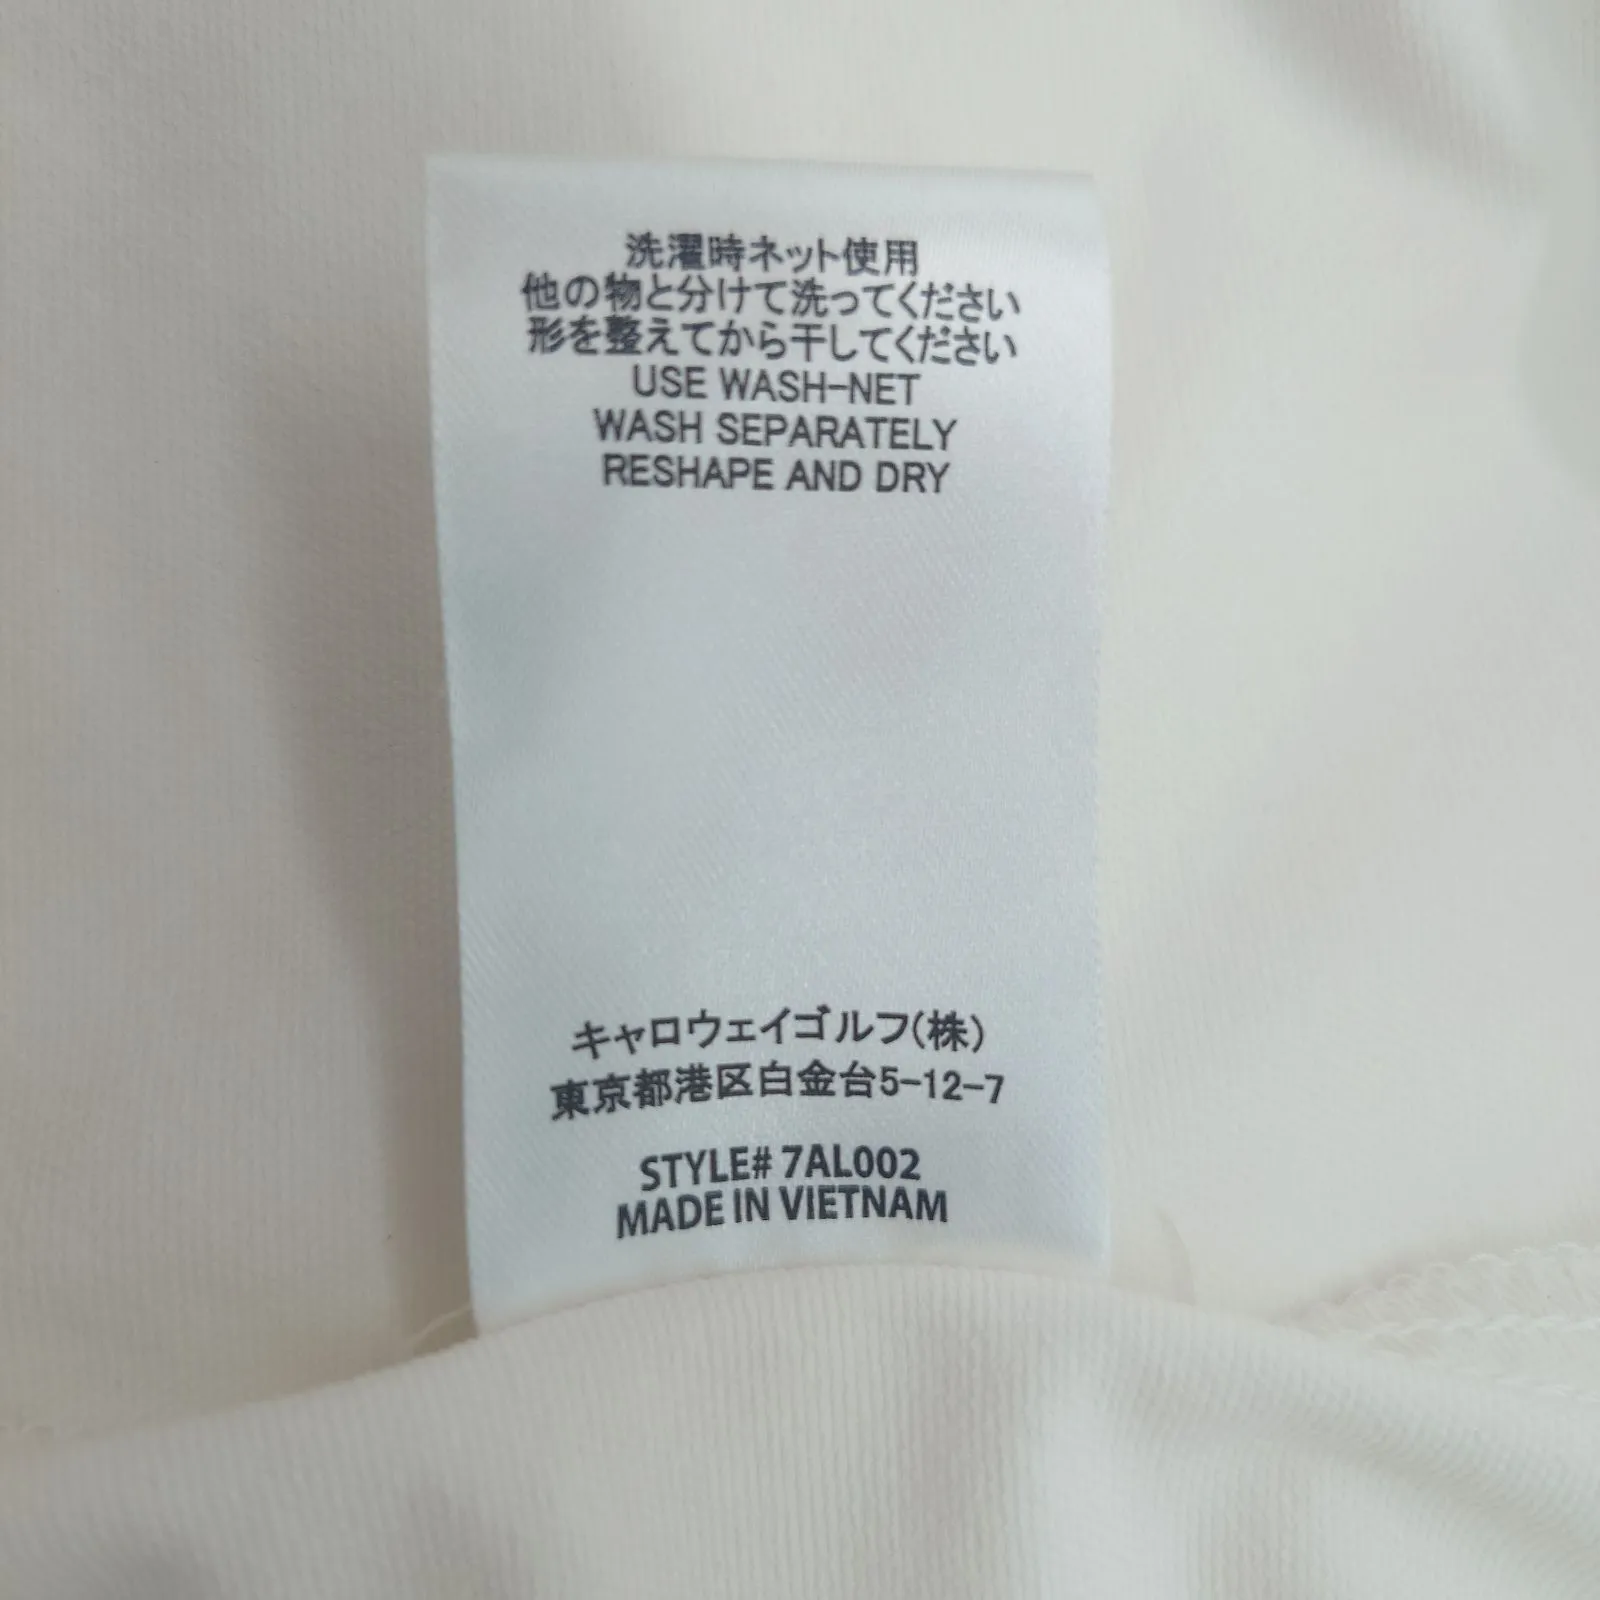 洗濯時ネット使用
他の物と分けて洗ってください
形を整えてから干してください
USE WASH-NET
WASH SEPARATELY
RESHAPE AND DRY
キャロウェイゴルフ(株)
東京都港区白金台5-12-7
STYLE# 7AL002
MADE IN VIETNAM